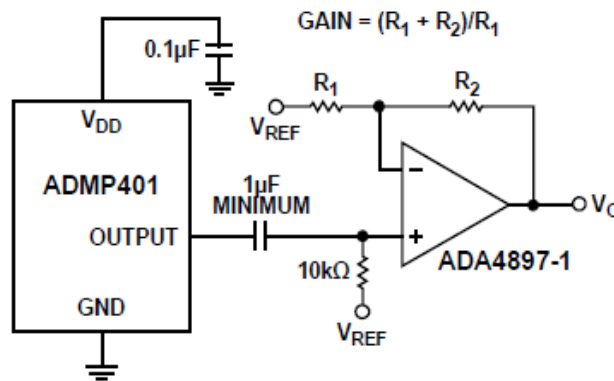 GAIN = (R1 + R2)/R1
0.1µF
R1
R2
VREF
VDD
ADMP401
1µF
MINIMUM
OUTPUT
−
+
VO
ADA4897-1
10kΩ
GND
VREF